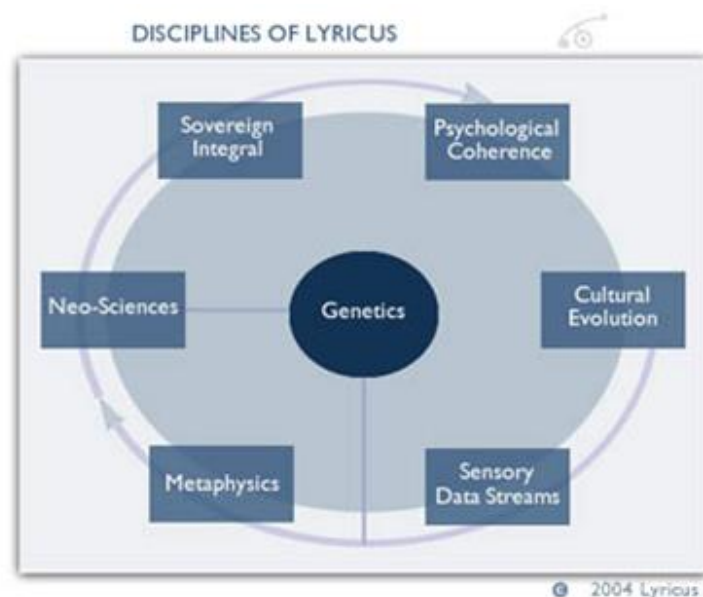 DISCIPLINES OF LYRICUS
Sovereign
Integral
Psychological
Coherence
Neo-Sciences
Genetics
Cultural
Evolution
Metaphysics
Sensory
Data Streams
© 2004 Lyricus